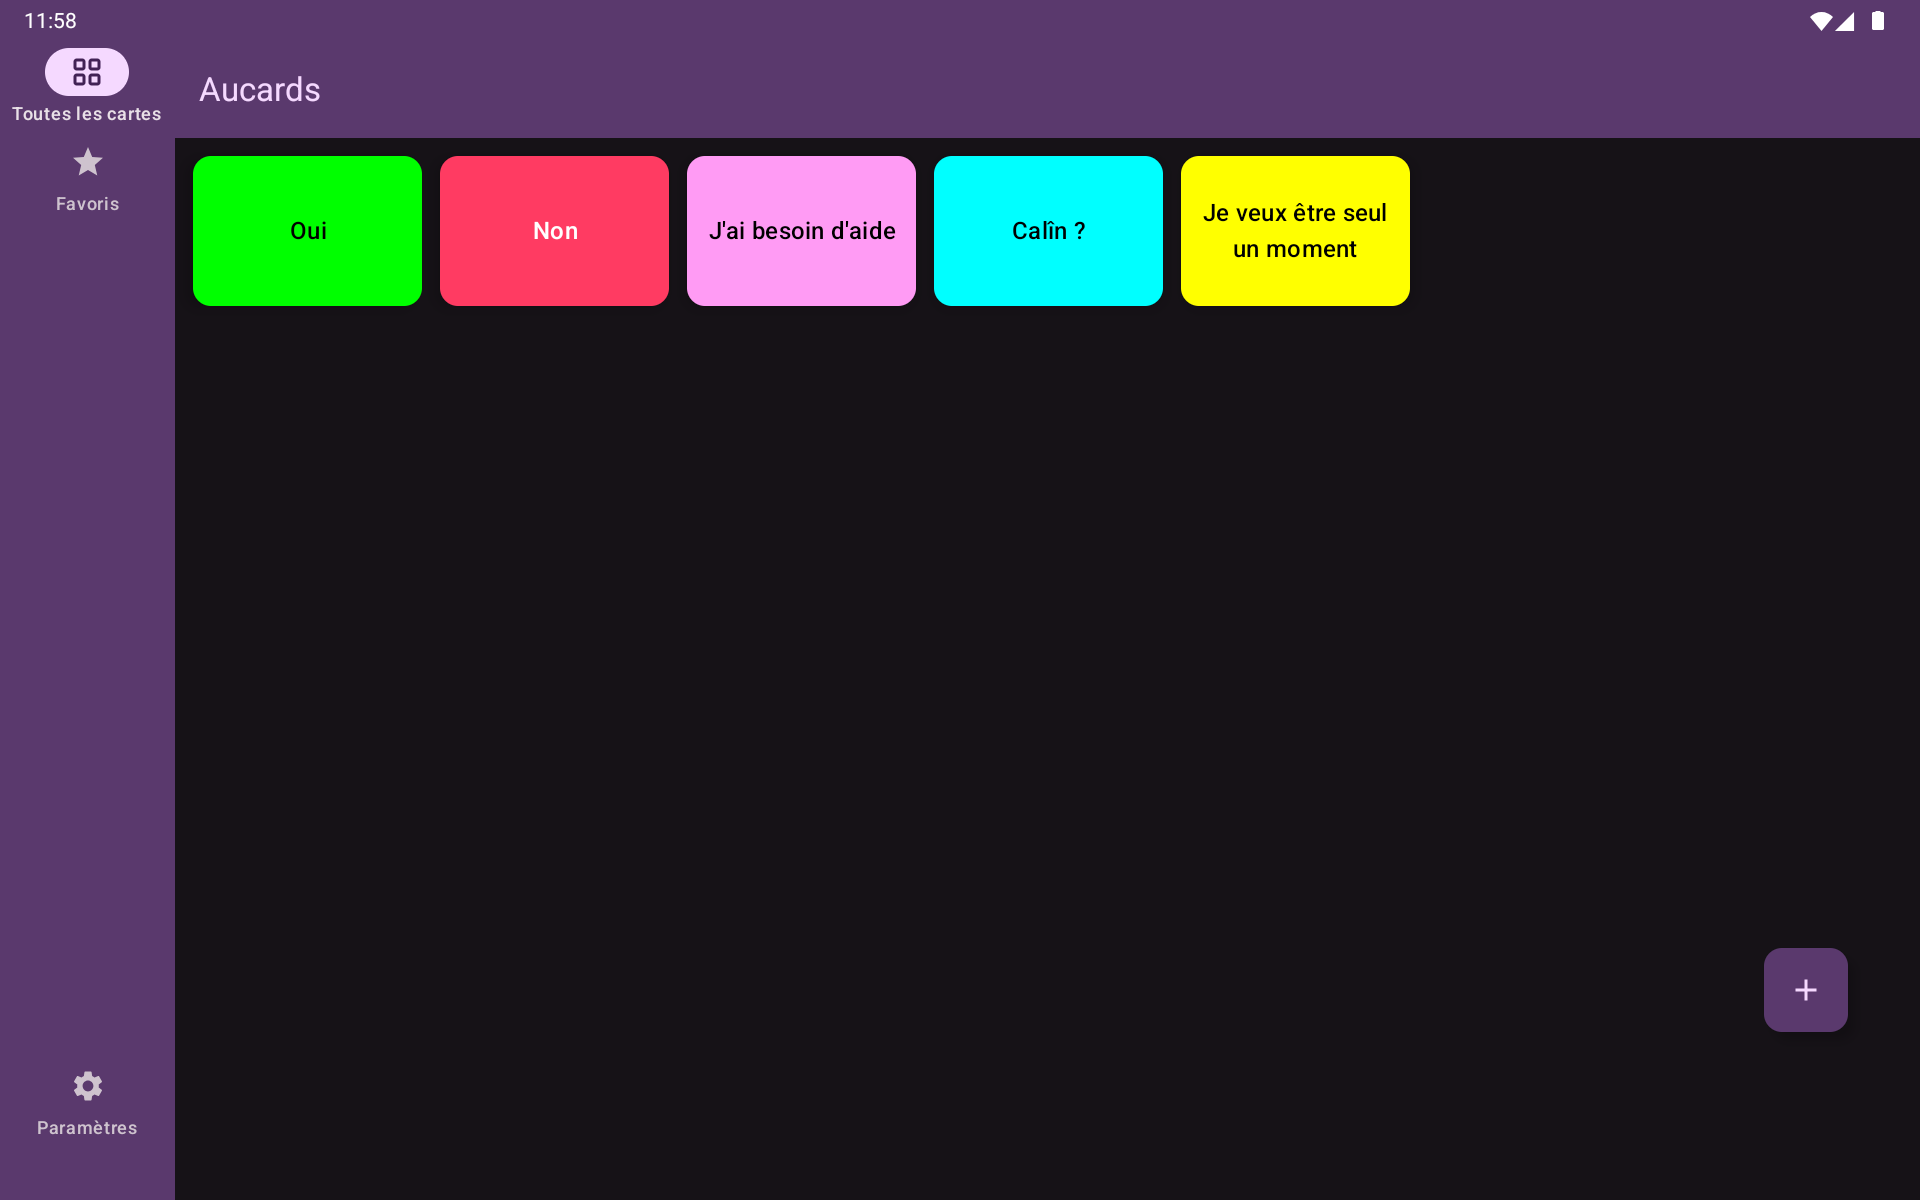 11:58
Toutes les cartes
Favoris
Paramètres
Aucards
Oui
Non
J'ai besoin d'aide
Calîn ?
Je veux être seul
un moment